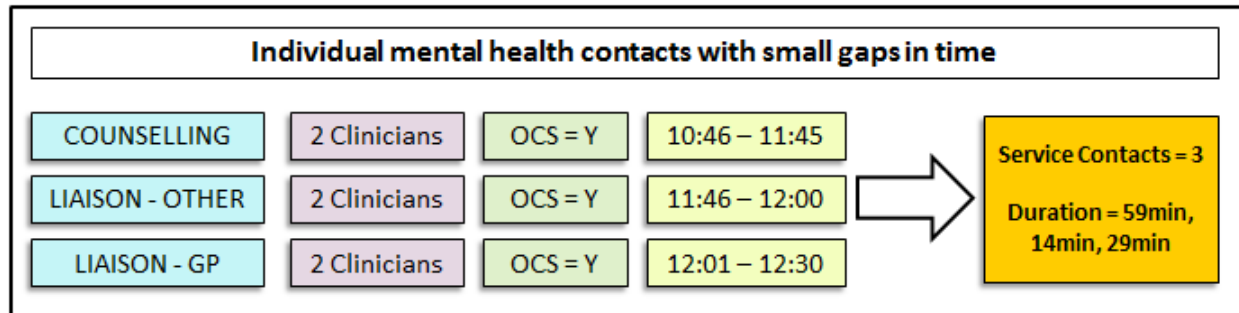 Individual mental health contacts with small gaps in time
COUNSELLING 2 Clinicians OCS = Y 10:46 – 11:45
LIAISON - OTHER 2 Clinicians OCS = Y 11:46 – 12:00
LIAISON - GP 2 Clinicians OCS = Y 12:01 – 12:30
Service Contacts = 3
Duration = 59min,
14min, 29min